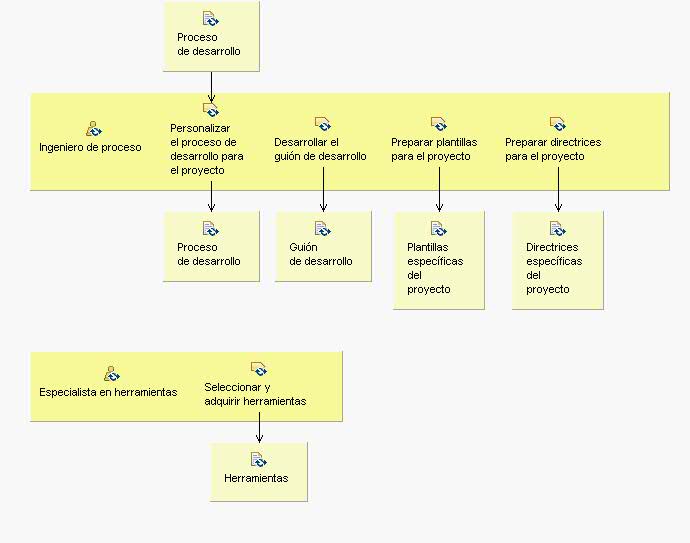 Proceso
de desarrollo
Ingeniero de proceso
Personalizar
el proceso de
desarrollo para
el proyecto
Desarrollar el
guión de desarrollo
Preparar plantillas
para el proyecto
Preparar directrices
para el proyecto
Proceso
de desarrollo
Guión
de desarrollo
Plantillas
específicas
del
proyecto
Directrices
específicas
del
proyecto
Especialista en herramientas
Seleccionar y
adquirir herramientas
Herramientas